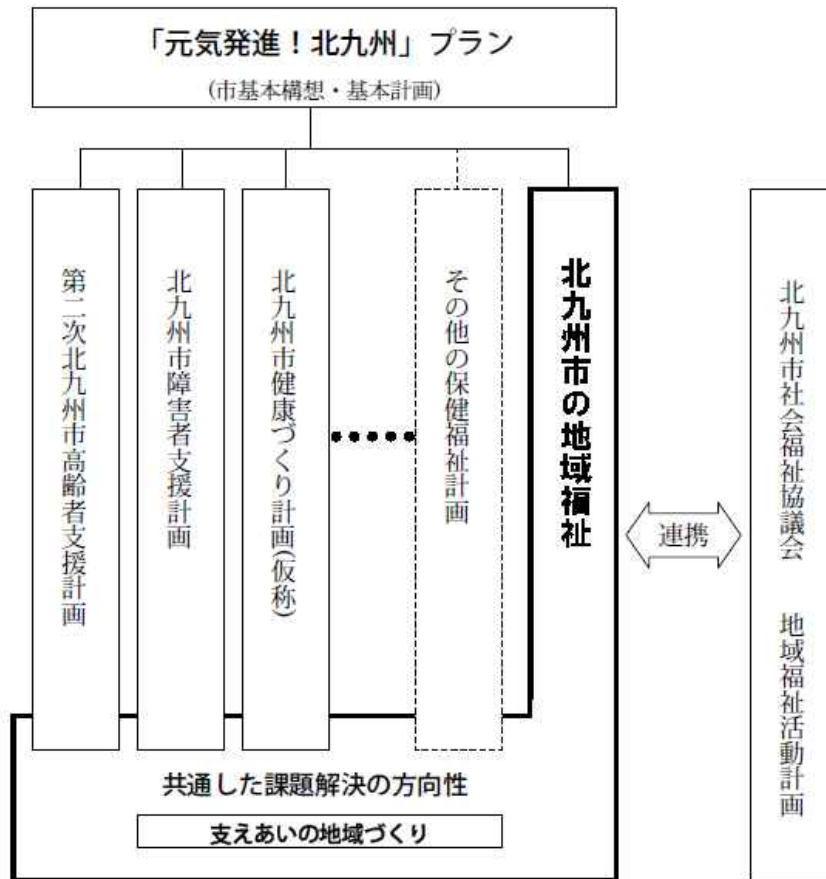 「元気発進！北九州」プラン
(市基本構想・基本計画)
第二次北九州市高齢者支援計画
北九州市障害者支援計画
北九州市健康づくり計画(仮称)
その他の保健福祉計画
北九州市の地域福祉
連携
北九州市社会福祉協議会　地域福祉活動計画
共通した課題解決の方向性
支えあいの地域づくり